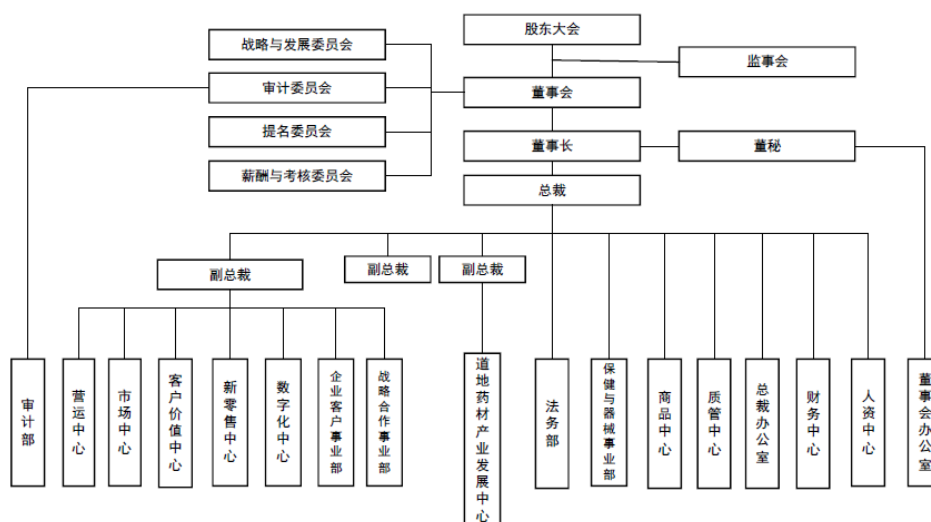 股东大会
战略与发展委员会
监事会
审计委员会
董事会
提名委员会
董事长
董秘
薪酬与考核委员会
总裁
副总裁
副总裁
副总裁
审计部
营运中心
市场中心
客户价值中心
新零售中心
数字化中心
企业客户事业部
战略合作事业部
道地药材产业发展中心
法务部
保健与器械事业部
商品中心
质管中心
总裁办公室
财务中心
人资中心
董事会办公室